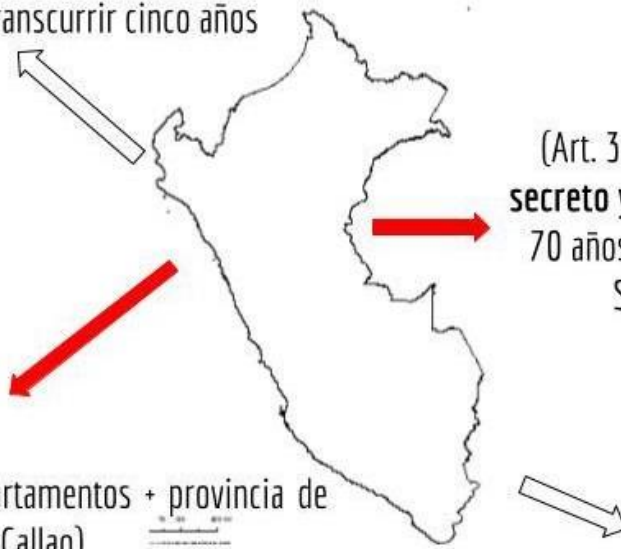 anscurrir cinco años
(Art. 3
secreto y
70 años
S
rtamentos + provincia de
Callao)